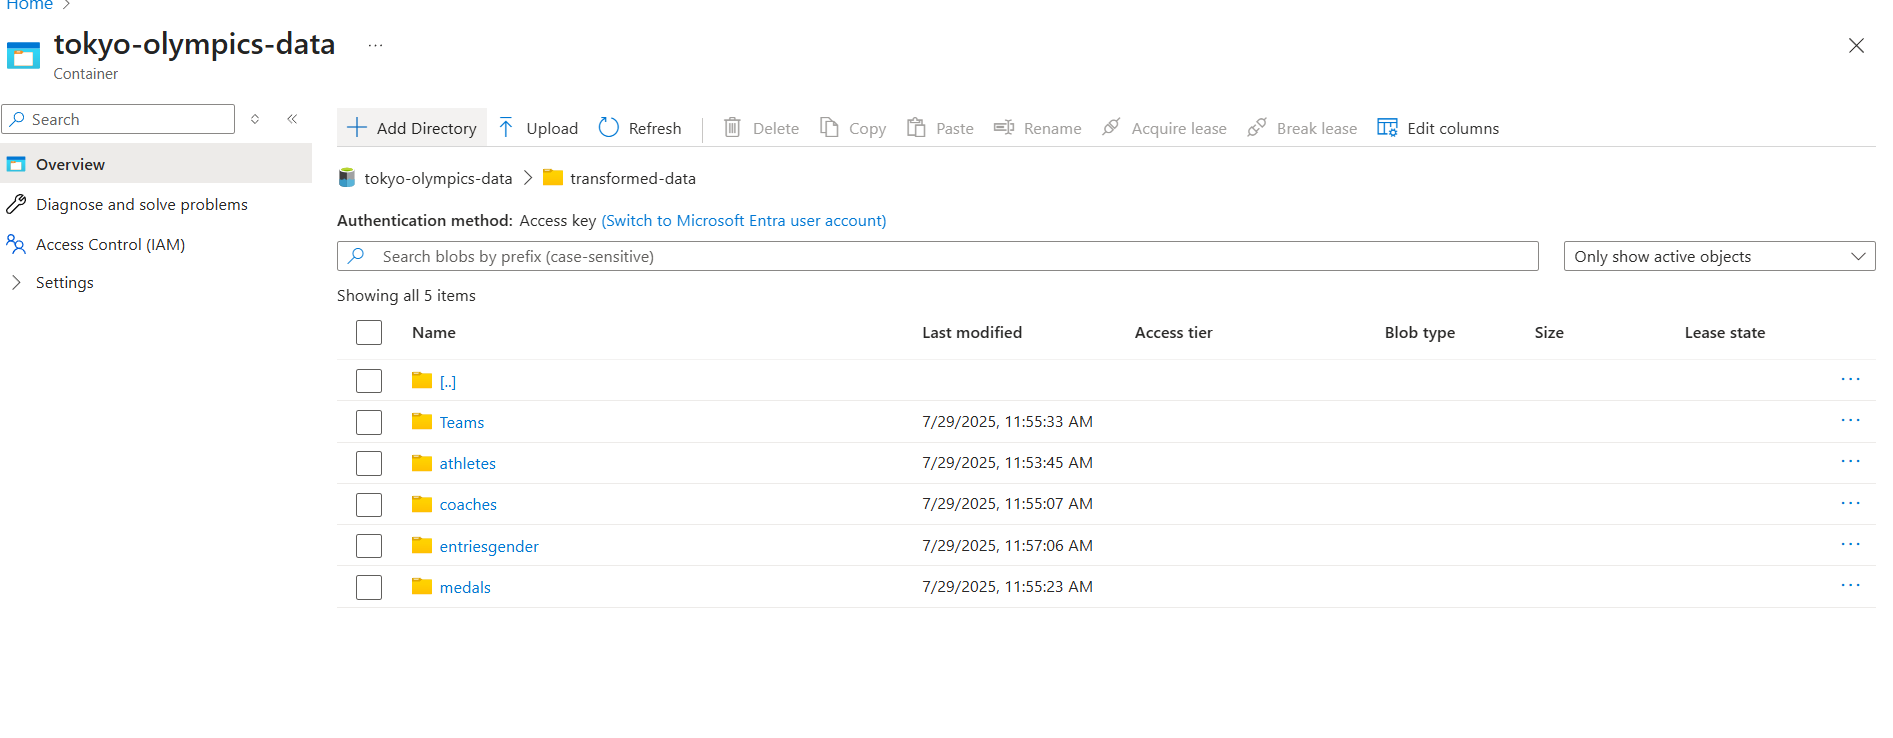 Home
tokyo-olympics-data ...
Container
Search
Add Directory Upload Refresh Delete Copy Paste Rename Acquire lease Break lease Edit columns
Overview
Diagnose and solve problems
Access Control (IAM)
Settings
tokyo-olympics-data > transformed-data
Authentication method: Access key (Switch to Microsoft Entra user account)
Search blobs by prefix (case-sensitive) Only show active objects
Showing all 5 items
Name Last modified Access tier Blob type Size Lease state
[..] ...
Teams 7/29/2025, 11:55:33 AM ...
athletes 7/29/2025, 11:53:45 AM ...
coaches 7/29/2025, 11:55:07 AM ...
entriesgender 7/29/2025, 11:57:06 AM ...
medals 7/29/2025, 11:55:23 AM ...